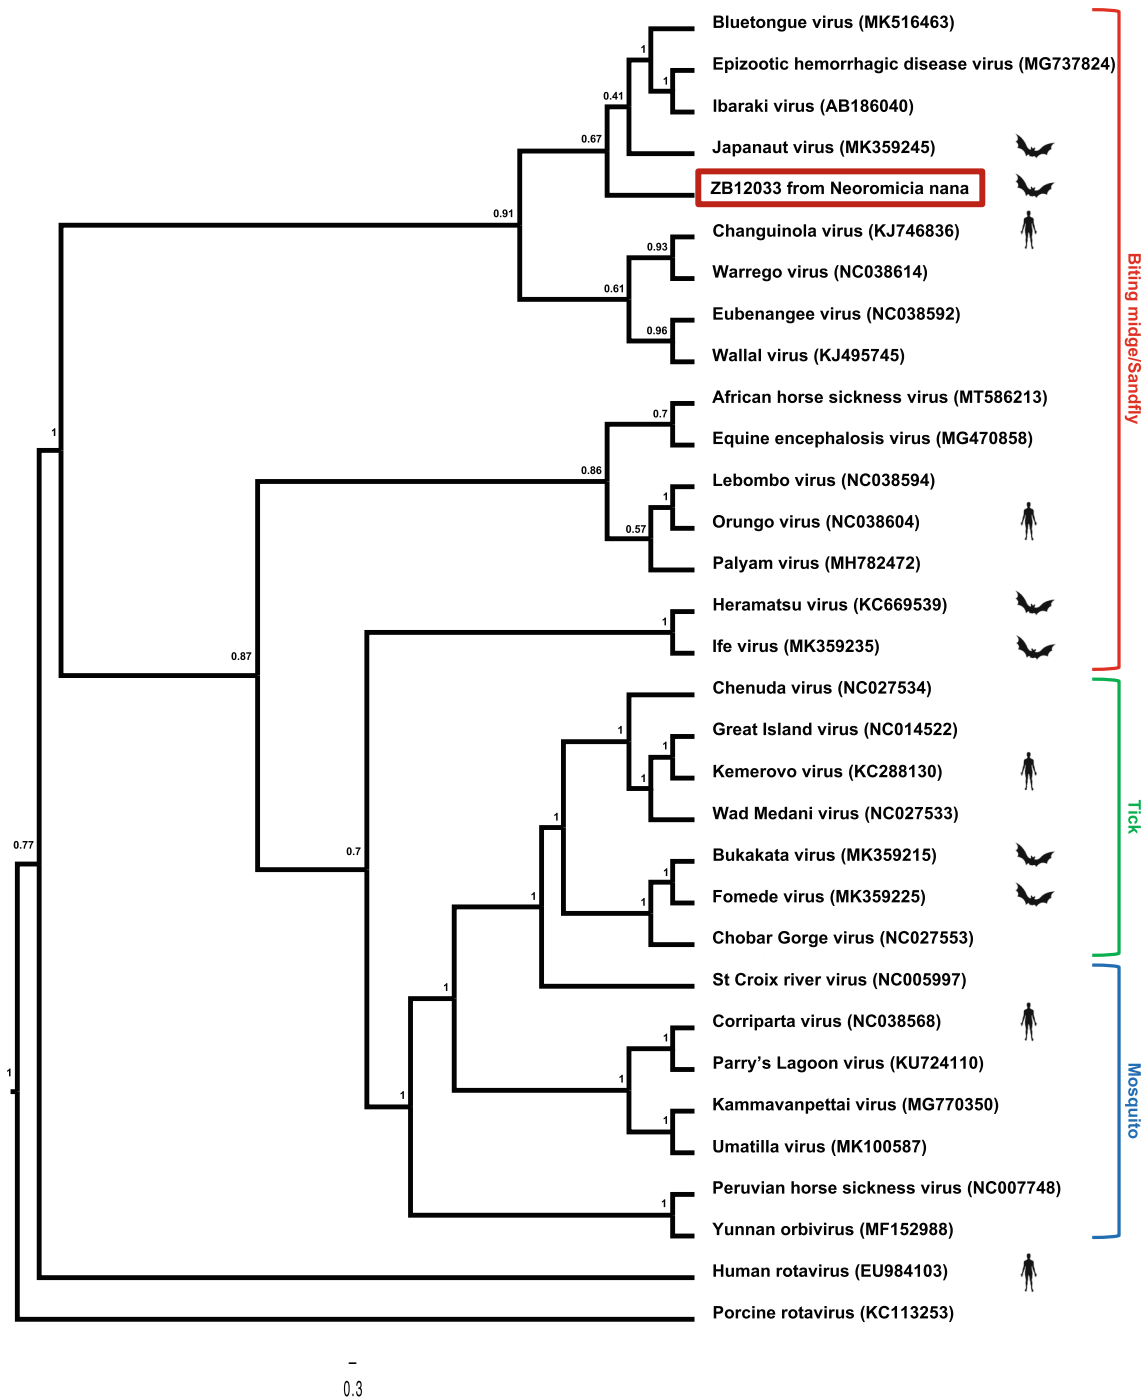 Bluetongue virus (MK516463)
1
Epizootic hemorrhagic disease virus (MG737824)
1
Ibaraki virus (AB186040)
0.41
Japanaut virus (MK359245)
0.67
ZB12033 from Neoromicia nana
0.91
Changuinola virus (KJ746836)
0.93
Warrego virus (NC038614)
0.61
Eubenangee virus (NC038592)
0.96
Wallal virus (KJ495745)
Biting midge/Sandfly
African horse sickness virus (MT586213)
0.7
Equine encephalosis virus (MG470858)
1
0.86
Lebombo virus (NC038594)
1
Orungo virus (NC038604)
0.57
Palyam virus (MH782472)
Heramatsu virus (KC669539)
1
Ife virus (MK359235)
0.87
Chenuda virus (NC027534)
1
Great Island virus (NC014522)
1
Kemerovo virus (KC288130)
1
Wad Medani virus (NC027533)
1
Tick
0.77
0.7
Bukakata virus (MK359215)
1
Fomede virus (MK359225)
1
1
Chobar Gorge virus (NC027553)
St Croix river virus (NC005997)
1
Corriparta virus (NC038568)
1
Parry’s Lagoon virus (KU724110)
1
1
Kammavanpettai virus (MG770350)
1
1
Umatilla virus (MK100587)
Mosquito
Peruvian horse sickness virus (NC007748)
1
Yunnan orbivirus (MF152988)
Human rotavirus (EU984103)
Porcine rotavirus (KC113253)
0.3